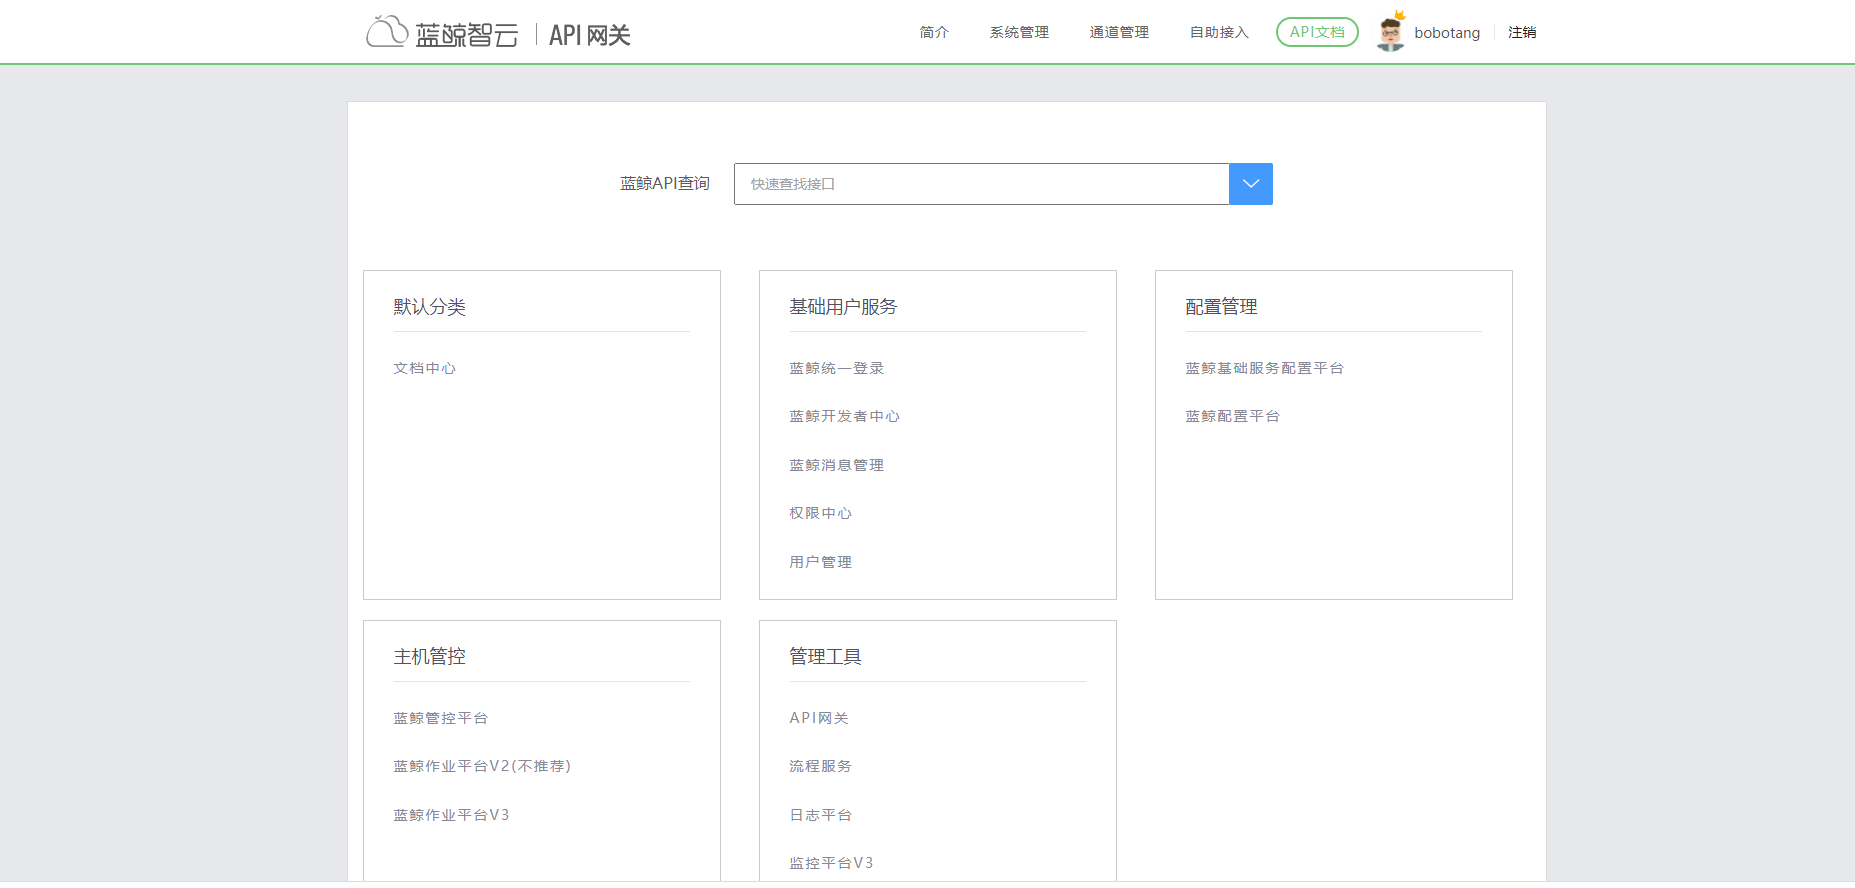 蓝鲸智云 | API 网关
简介 系统管理 通道管理 自助接入 API文档 bobotang 注销
蓝鲸API查询 快速查找接口
默认分类
文档中心
基础用户服务
蓝鲸统一登录
蓝鲸开发者中心
蓝鲸消息管理
权限中心
用户管理
配置管理
蓝鲸基础服务配置平台
蓝鲸配置平台
主机管控
蓝鲸管控平台
蓝鲸作业平台V2(不推荐)
蓝鲸作业平台V3
管理工具
API网关
流程服务
日志平台
监控平台V3